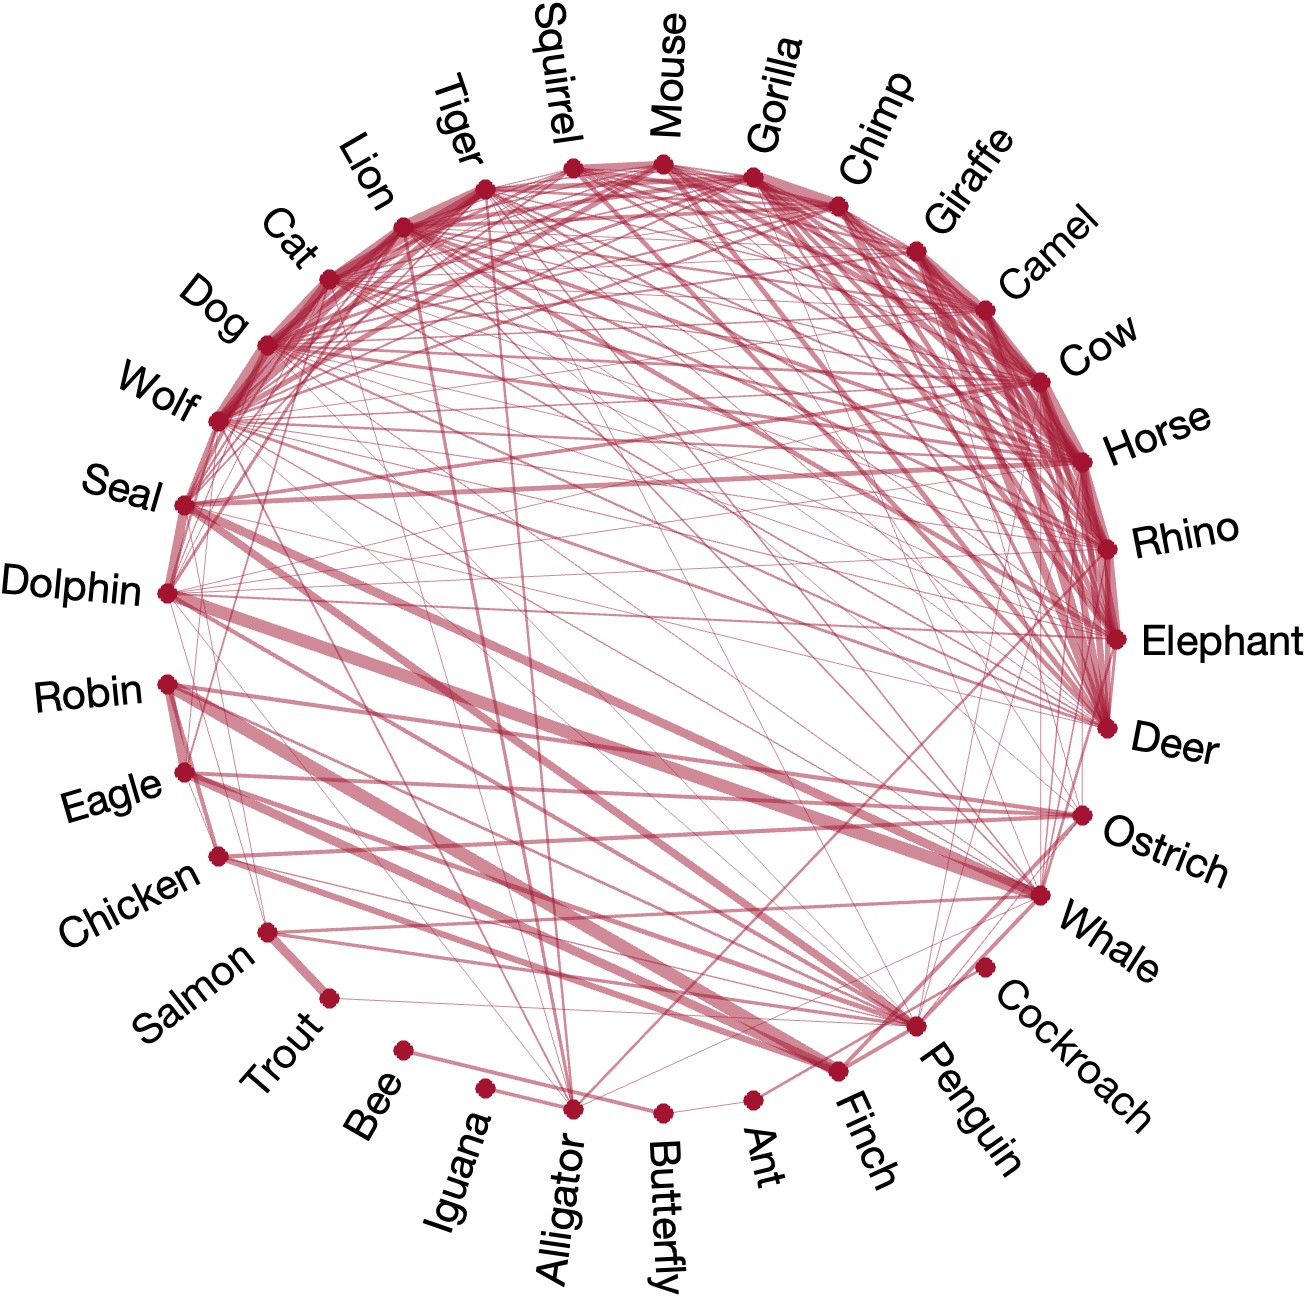 Squirrel
Mouse
Gorilla
Chimp
Giraffe
Camel
Cow
Horse
Rhino
Elephant
Deer
Ostrich
Whale
Cockroach
Penguin
Finch
Ant
Butterfly
Alligator
Iguana
Bee
Trout
Salmon
Chicken
Eagle
Robin
Dolphin
Seal
Wolf
Dog
Cat
Lion
Tiger